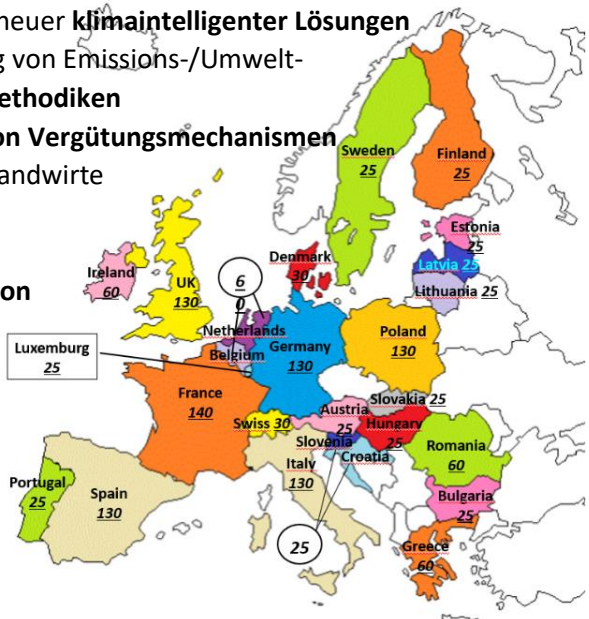 neuer klimaintelligenter Lösungen
g von Emissions-/Umwelt-
ethodiken
on Vergütungsmechanismen
andwirte
on
Sweden
25
Finland
25
Estonia
25
Latvia 25
Lithuania 25
Denmark
30
Ireland
60
UK
130
6
0
Netherlands
Belgium
Luxemburg
25
Germany
130
Poland
130
France
140
Slovakia 25
Austria
25
Hungary
25
Swiss 30
Slovenia
Croatia
Romania
60
Italy
130
Portugal
25
Spain
130
Bulgaria
25
25
Greece
60